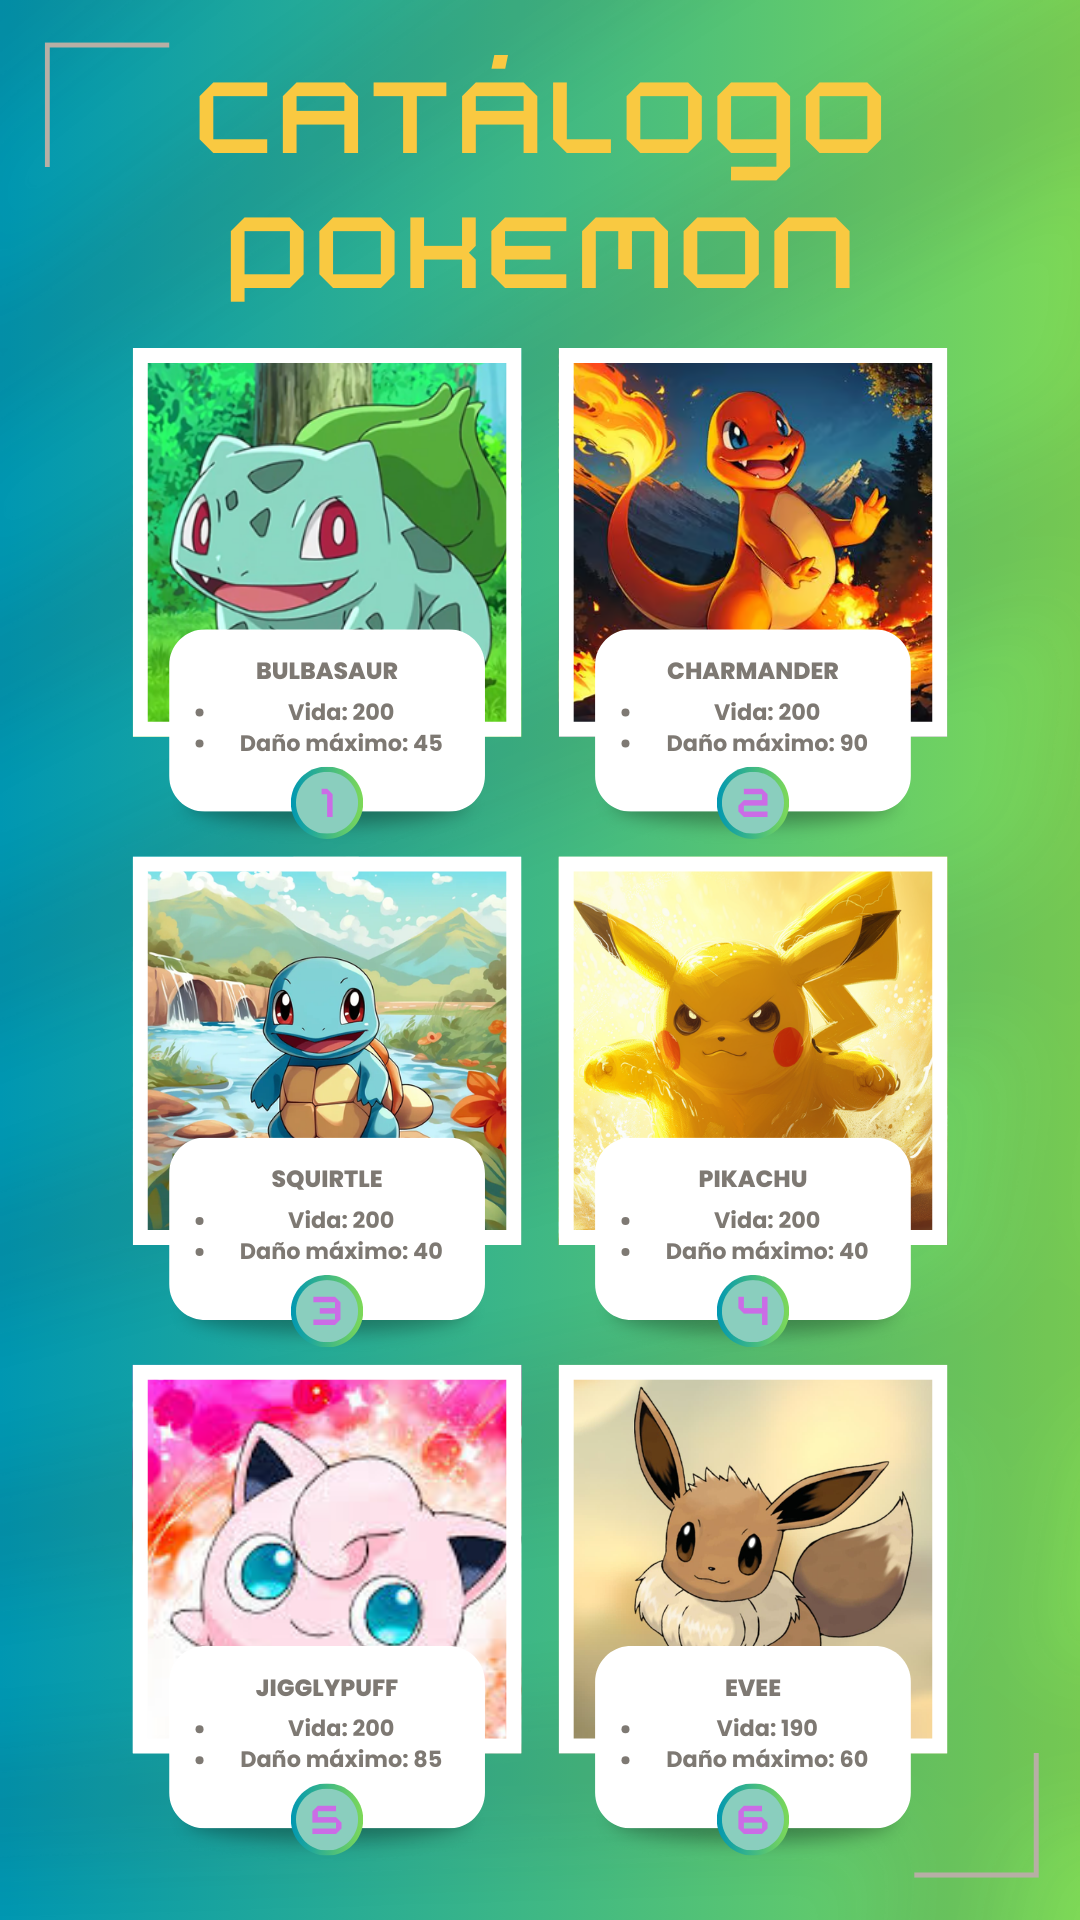 CATÁLOGO
POKEMON
BULBASAUR
• Vida: 200
• Daño máximo: 45
1
CHARMANDER
• Vida: 200
• Daño máximo: 90
2
SQUIRTLE
• Vida: 200
• Daño máximo: 40
3
PIKACHU
• Vida: 200
• Daño máximo: 40
4
JIGGLYPUFF
• Vida: 200
• Daño máximo: 85
5
EVEE
• Vida: 190
• Daño máximo: 60
6